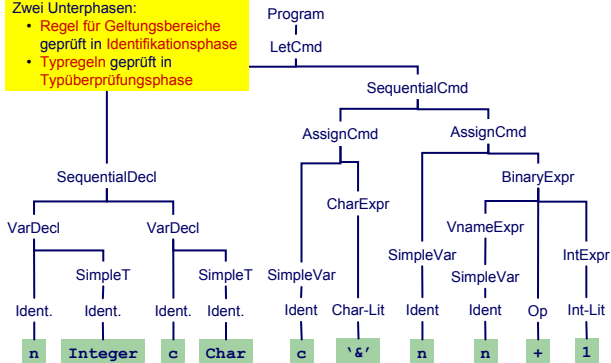 Zwei Unterphasen:
• Regel für Geltungsbereiche
geprüft in Identifikationsphase
• Typregeln geprüft in
Typüberprüfungsphase
Program
LetCmd
SequentialCmd
AssignCmd AssignCmd
SequentialDecl BinaryExpr
CharExpr
VarDecl VarDecl VnameExpr
SimpleVar IntExpr
SimpleT SimpleT SimpleVar SimpleVar
Ident. Ident. Ident. Ident. Ident Char-Lit Ident Ident Op Int-Lit
n Integer c Char c ‘&’ n n + 1